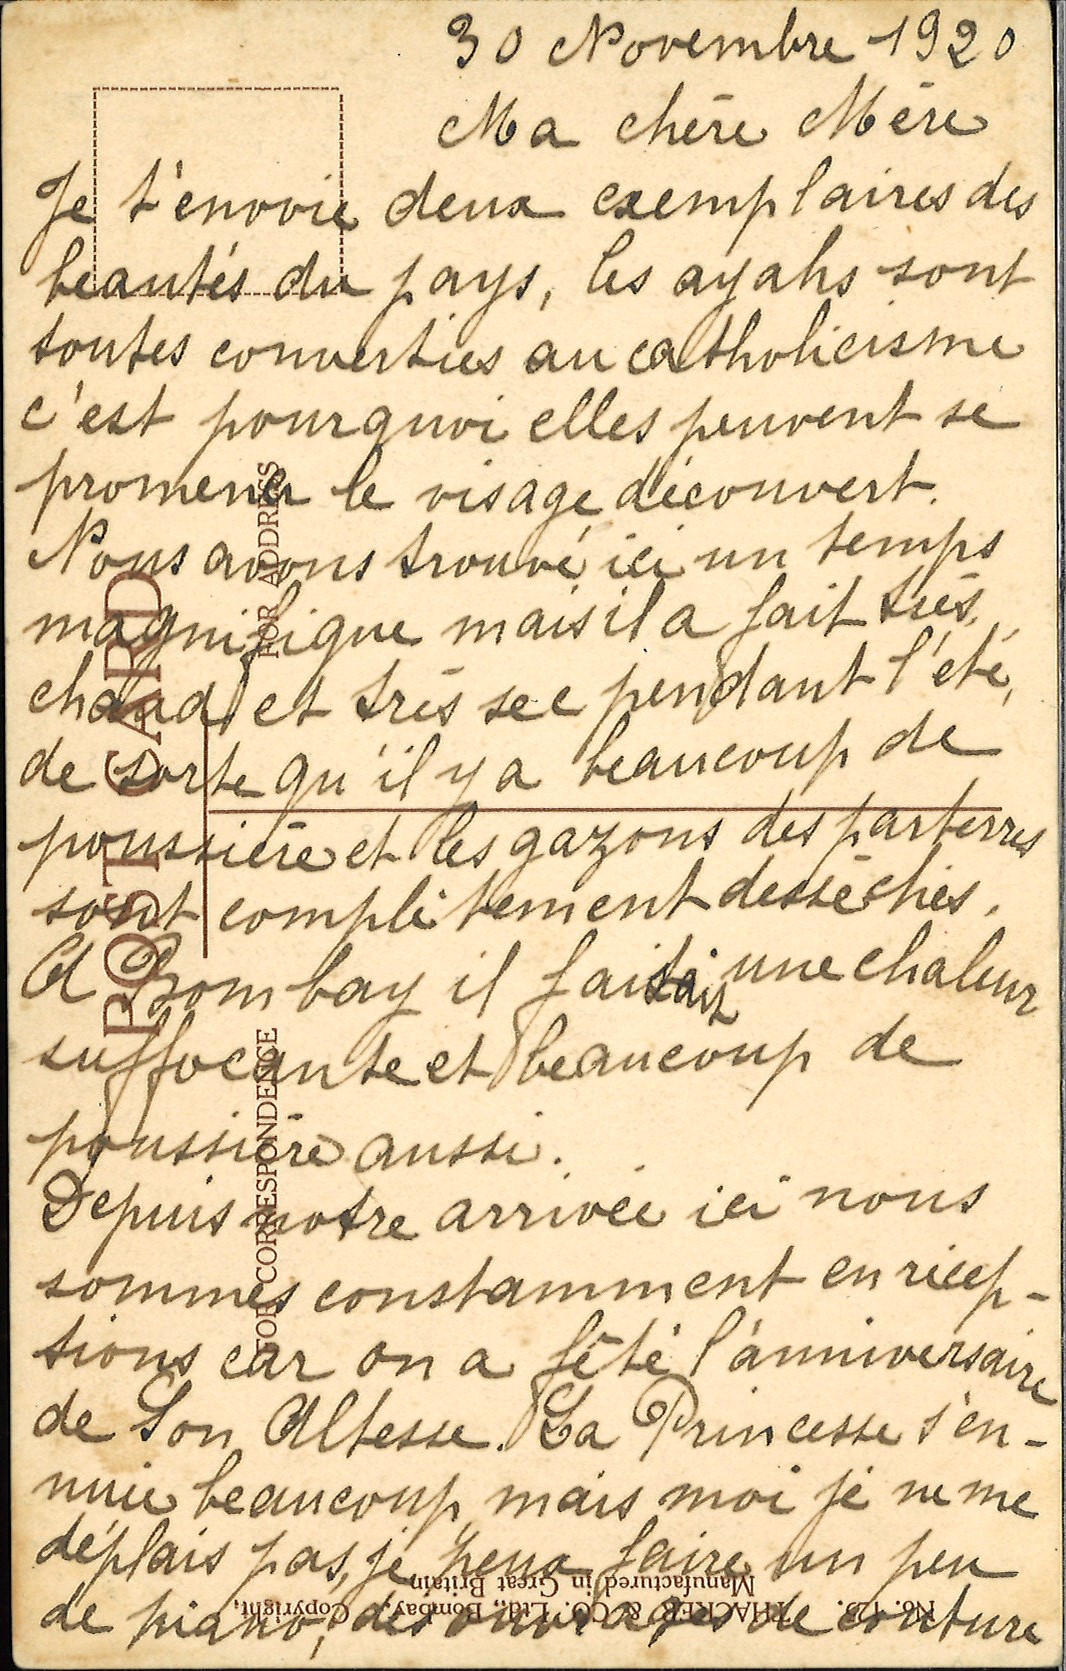 30 Novembre 1920
Ma chère Mère
Je t'envoie deux exemplaires des
beautés du pays, les ayahs sont
toutes converties au catholicisme
c'est pourquoi elles peuvent se
promener le visage découvert.
Nous avons trouvé ici un temps
magnifique mais il a fait très
chaud et très sec pendant l'été,
de sorte qu'il y a beaucoup de
poussière et les gazons des parterres
sont complètement desséchés.
A Bombay il faisait une chaleur
suffocante et beaucoup de
poussière aussi.
Depuis notre arrivée ici nous
sommes constamment en récep-
tions car on a fêté l'anniversaire
de Son Altesse. La Princesse s'en-
nuie beaucoup mais moi je ne me
déplais pas, je peux faire un peu
de piano, des ouvrages de couture
POST CARD
FOR ADDRESS
FOR CORRESPONDENCE
No. 123. THACKER & CO. Ltd., Bombay. Copyright.
Manufactured in Great Britain